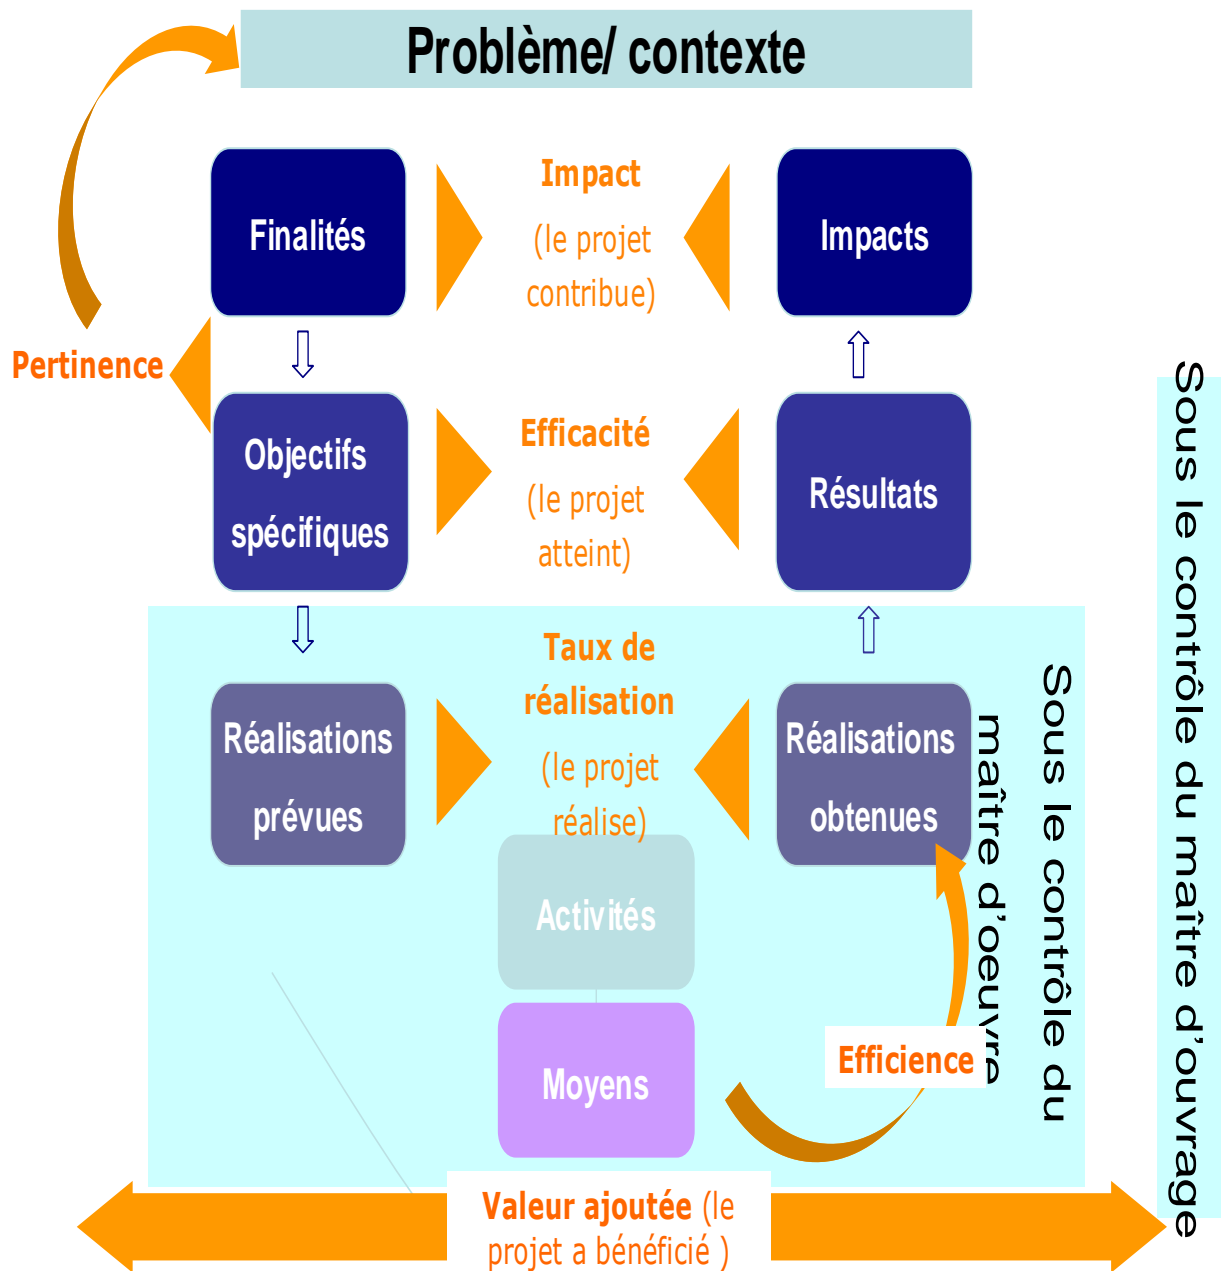 Problème/ contexte
Finalités
Impact
(le projet
contribue)
Impacts
Pertinence
Objectifs
spécifiques
Efficacité
(le projet
atteint)
Résultats
Taux de
réalisation
(le projet
réalise)
Réalisations
prévues
Réalisations
obtenues
Activités
Moyens
Efficience
Sous le contrôle du
maître d’oeuvre
Sous le contrôle du maître d’ouvrage
Valeur ajoutée (le
projet a bénéficié )